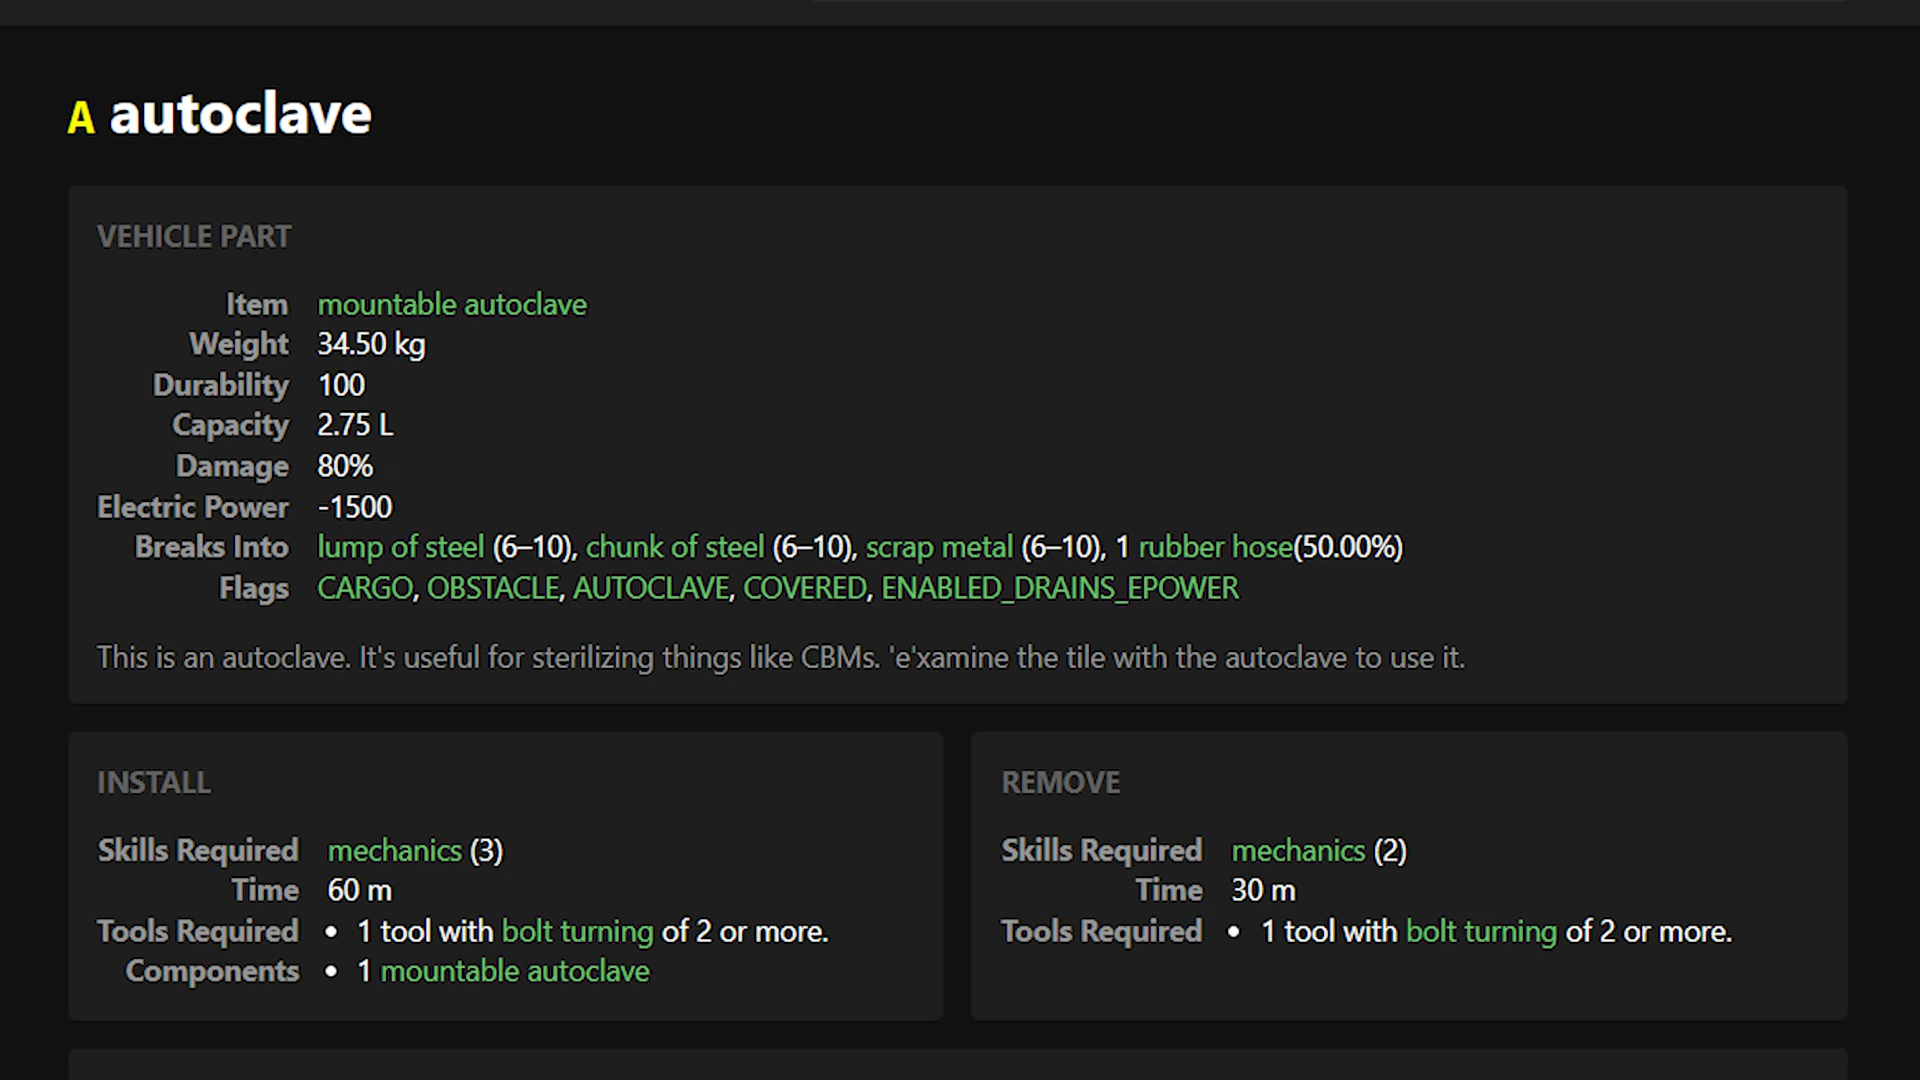 A autoclave
VEHICLE PART
Item mountable autoclave
Weight 34.50 kg
Durability 100
Capacity 2.75 L
Damage 80%
Electric Power -1500
Breaks Into lump of steel (6–10), chunk of steel (6–10), scrap metal (6–10), 1 rubber hose(50.00%)
Flags CARGO, OBSTACLE, AUTOCLAVE, COVERED, ENABLED_DRAINS_EPOWER
This is an autoclave. It's useful for sterilizing things like CBMs. 'e'xamine the tile with the autoclave to use it.
INSTALL
Skills Required mechanics (3)
Time 60 m
Tools Required • 1 tool with bolt turning of 2 or more.
Components • 1 mountable autoclave
REMOVE
Skills Required mechanics (2)
Time 30 m
Tools Required • 1 tool with bolt turning of 2 or more.